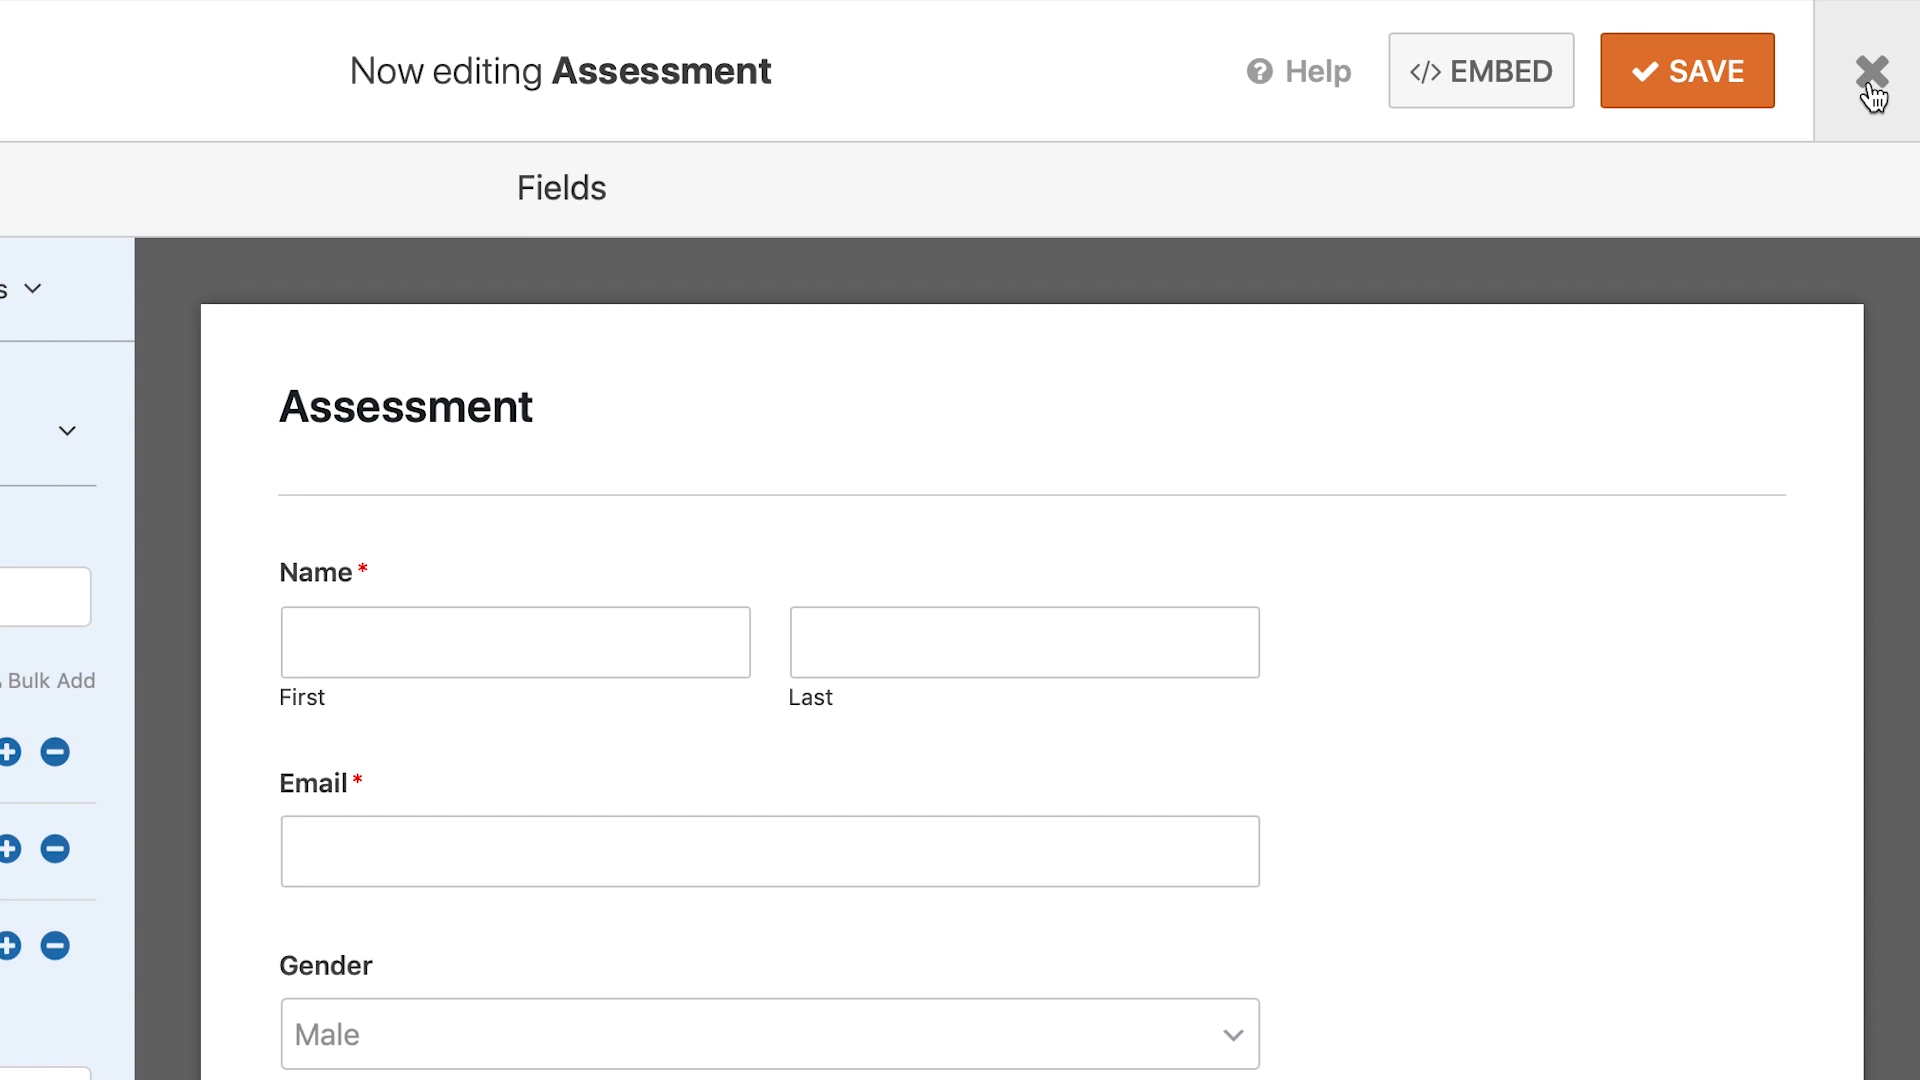 Now editing Assessment
Help
</> EMBED
SAVE
Fields
s
Assessment
Name *
First
Last
Bulk Add
Email *
Gender
Male